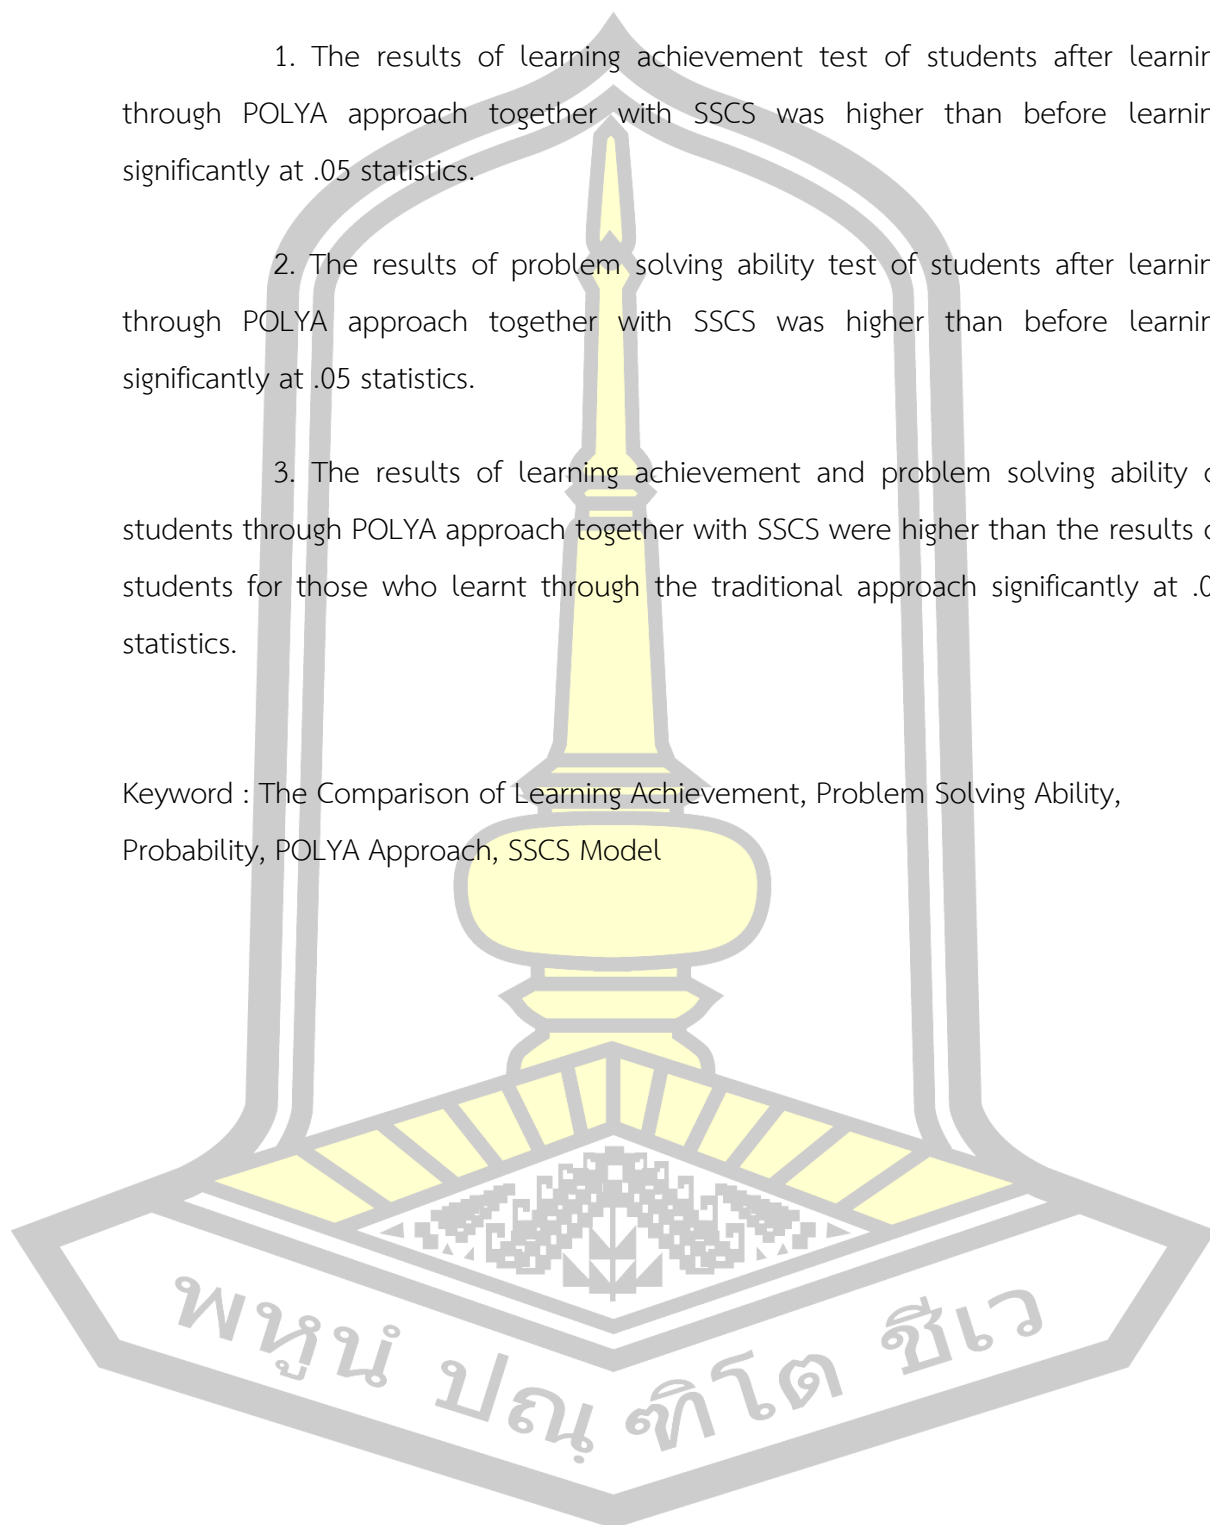 1. The results of learning achievement test of students after learnin
through POLYA approach together with SSCS was higher than before learnin
significantly at .05 statistics.
2. The results of problem solving ability test of students after learnin
through POLYA approach together with SSCS was higher than before learnin
significantly at .05 statistics.
3. The results of learning achievement and problem solving ability
students through POLYA approach together with SSCS were higher than the results
students for those who learnt through the traditional approach significantly at .0
statistics.
Keyword : The Comparison of Learning Achievement, Problem Solving Ability,
Probability, POLYA Approach, SSCS Model
พหูนํ ปณฺ ฑิโต ชีเว